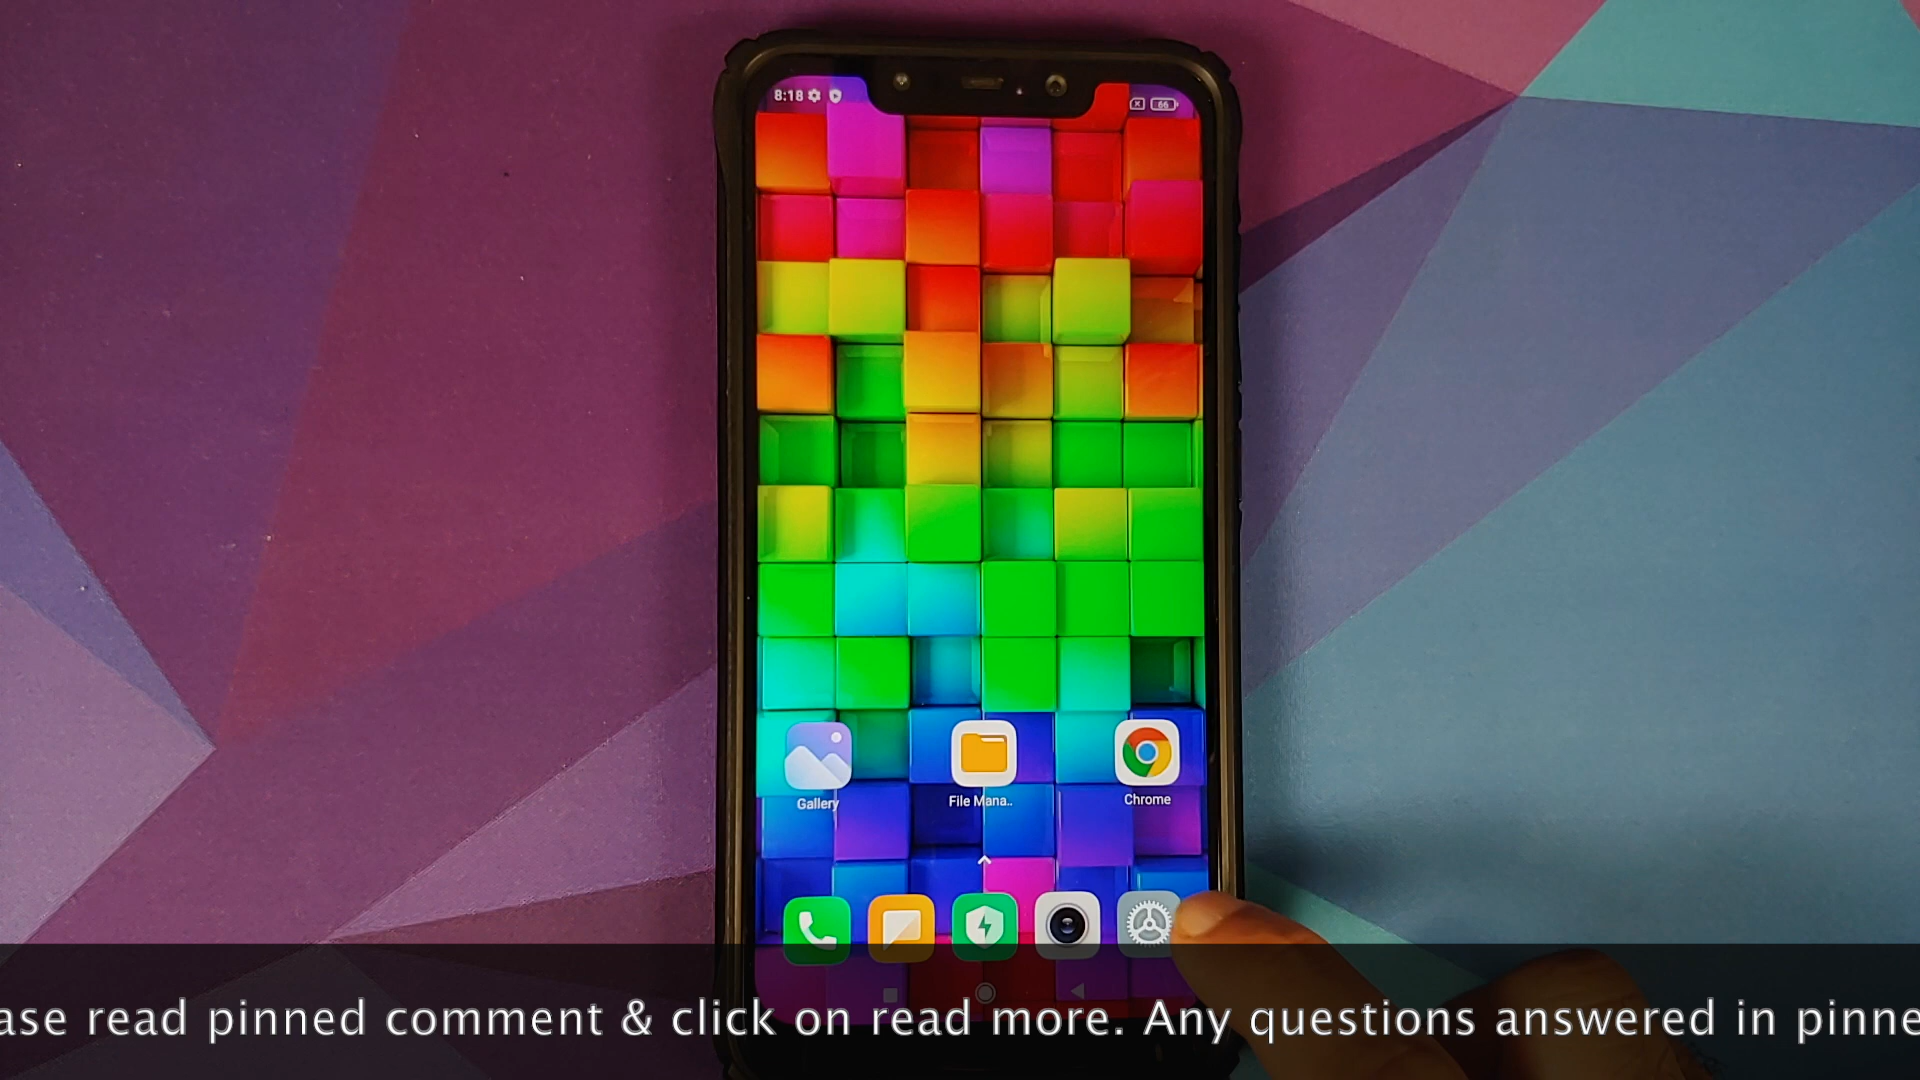 8:18
66
Gallery
File Mana..
Chrome
ase read pinned comment & click on read more. Any questions answered in pinne